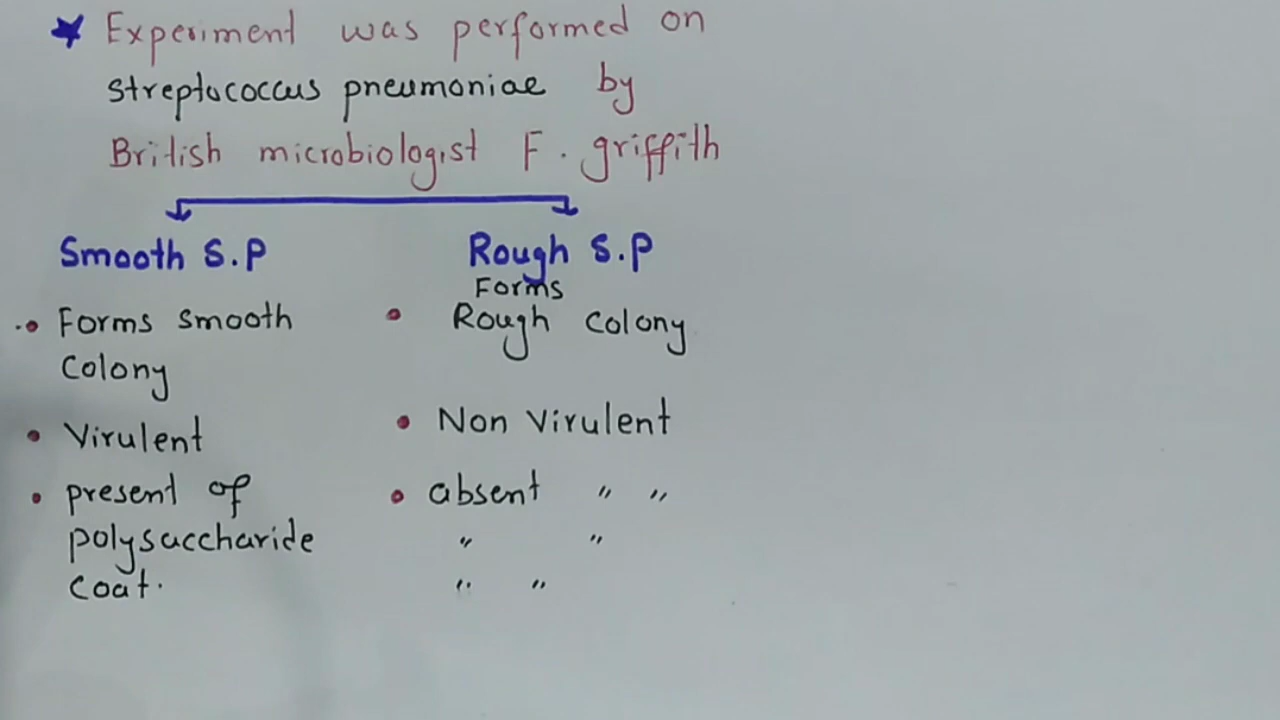 ★ Experiment was performed on
streptococcus pneumoniae by
British microbiologist F. griffith
Smooth S.P
• Forms smooth
Colony
• Virulent
• present of
polysaccharide
coat.
Rough S.P
Forms
• Rough colony
• Non Virulent
• absent " "
" "
" "